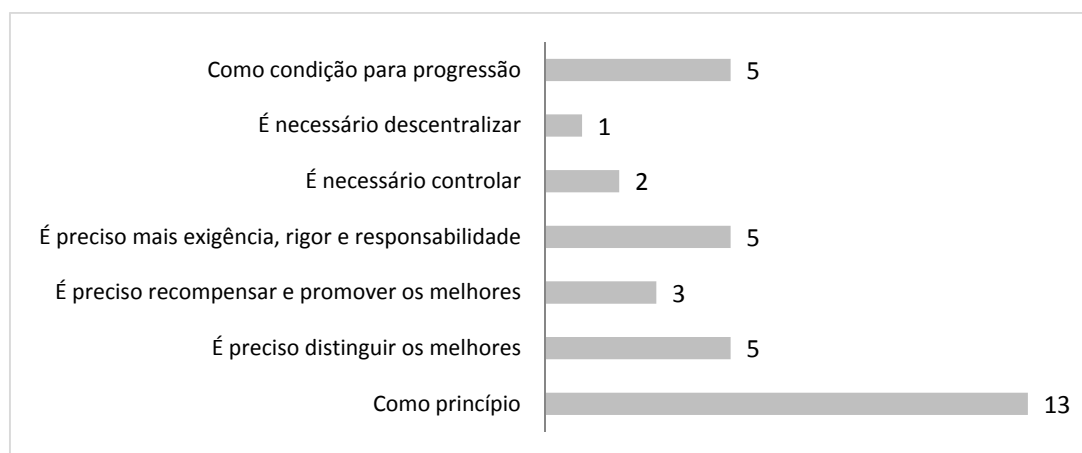 Como condição para progressão 5
É necessário descentralizar 1
É necessário controlar 2
É preciso mais exigência, rigor e responsabilidade 5
É preciso recompensar e promover os melhores 3
É preciso distinguir os melhores 5
Como princípio 13